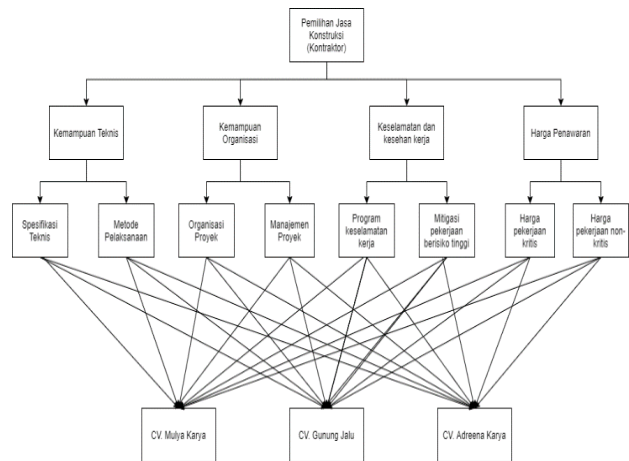 Pemilihan Jasa
Konstruksi
(Kontraktor)
Kemampuan Teknis
Kemampuan
Organisasi
Keselamatan dan
kesehan kerja
Harga Penawaran
Spesifikasi
Teknis
Metode
Pelaksanaan
Organisasi
Proyek
Manajemen
Proyek
Program
keselamatan
kerja
Mitigasi
pekerjaan
berisiko tinggi
Harga
pekerjaan
kritis
Harga
pekerjaan non-
kritis
CV. Mulya Karya
CV. Gunung Jalu
CV. Adreena Karya